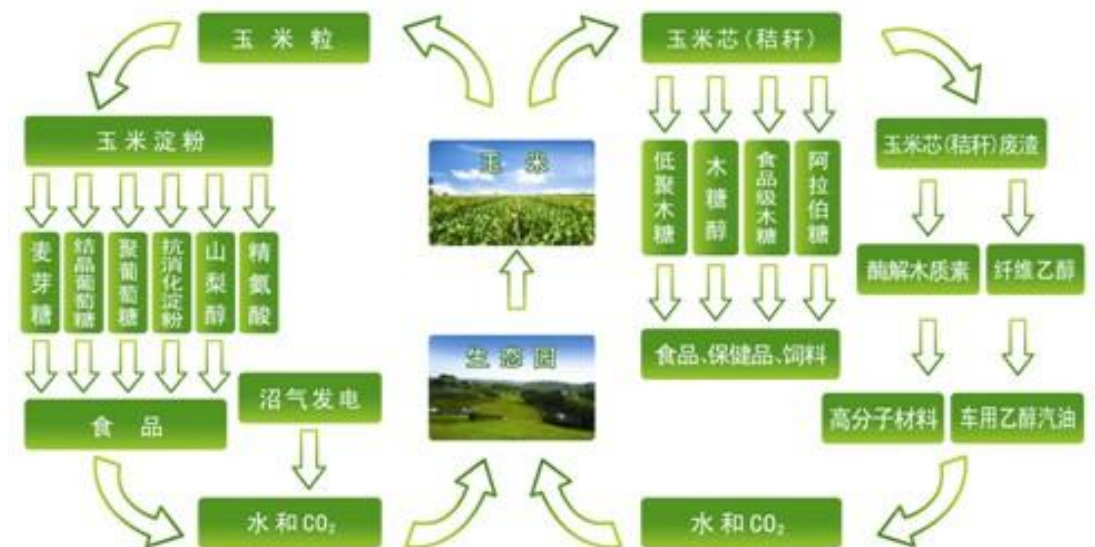 玉米粒
玉米芯(秸秆)
玉米淀粉
玉米
玉米芯(秸秆)废渣
低聚木糖
木糖醇
食品级木糖
阿拉伯糖
麦芽糖
结晶葡萄糖
聚葡萄糖
抗消化淀粉
山梨醇
精氨酸
酶解木质素
纤维乙醇
生态园
食品、保健品、饲料
沼气发电
食品
高分子材料
车用乙醇汽油
水和CO₂
水和CO₂